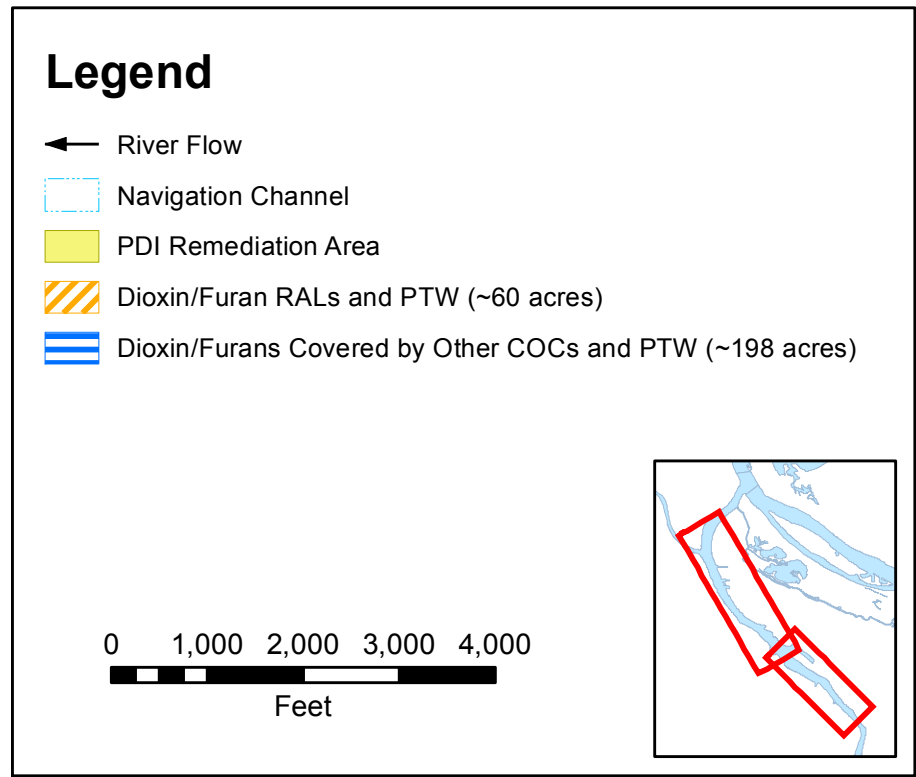 Legend
River Flow
Navigation Channel
PDI Remediation Area
Dioxin/Furan RALs and PTW (~60 acres)
Dioxin/Furans Covered by Other COCs and PTW (~198 acres)
0 1,000 2,000 3,000 4,000
Feet